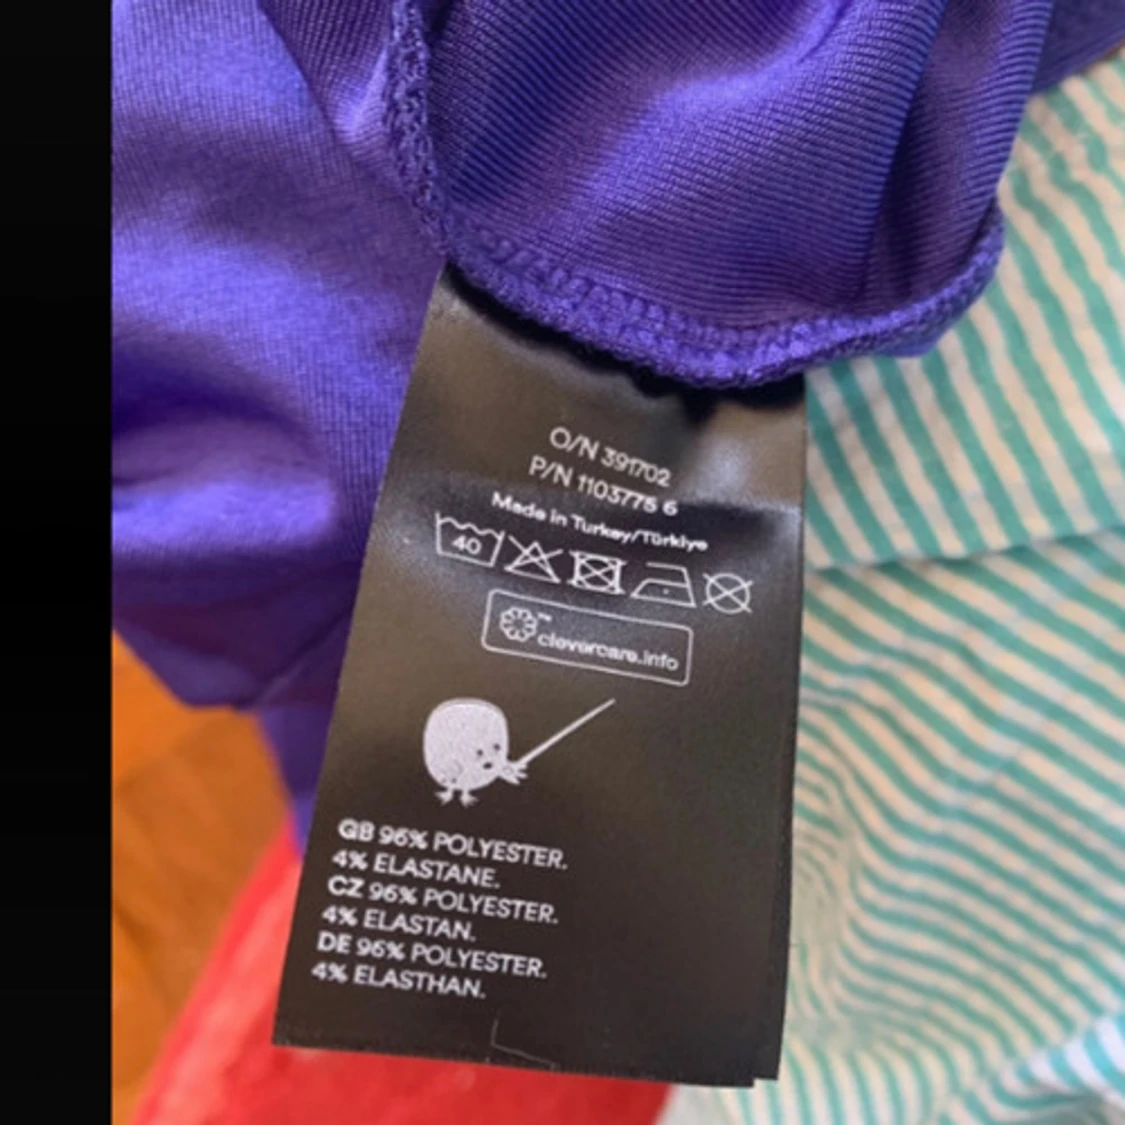 O/N 391702
P/N 1103775 6
Made in Turkey/Türkiye
40
clevercare.info
GB 96% POLYESTER.
4% ELASTANE.
CZ 96% POLYESTER.
4% ELASTAN.
DE 96% POLYESTER.
4% ELASTHAN.